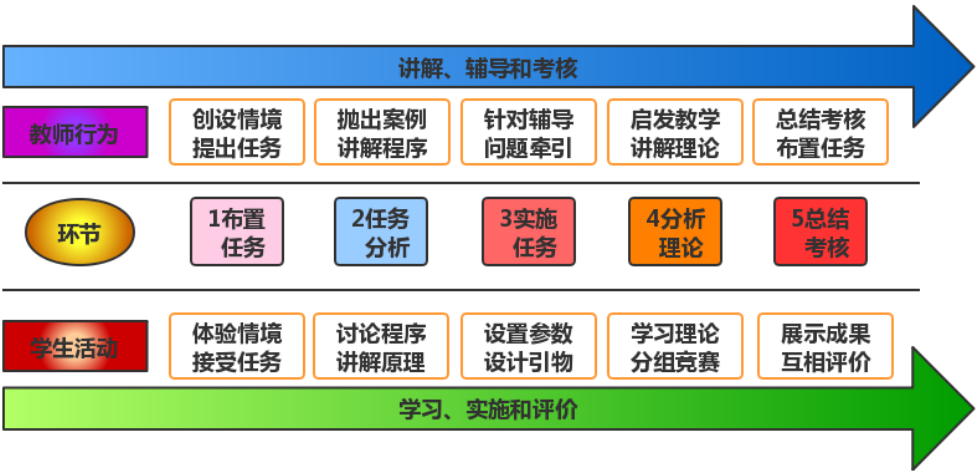 讲解、辅导和考核
教师行为
创设情境
提出任务
抛出案例
讲解程序
针对辅导
问题牵引
启发教学
讲解理论
总结考核
布置任务
环节
1布置
任务
2任务
分析
3实施
任务
4分析
理论
5总结
考核
学生活动
体验情境
接受任务
讨论程序
讲解原理
设置参数
设计引物
学习理论
分组竞赛
展示成果
互相评价
学习、实施和评价